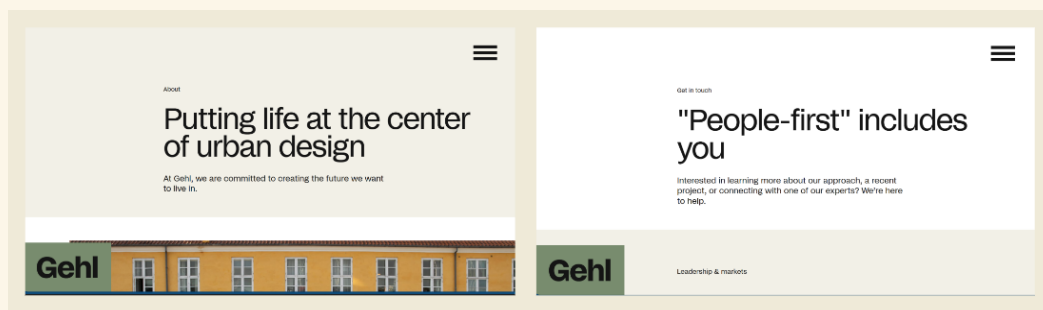 About
Putting life at the center
of urban design
At Gehl, we are committed to creating the future we want
to live in.
Gehl
Get in touch
"People-first" includes
you
Interested in learning more about our approach, a recent
project, or connecting with one of our experts? We're here
to help.
Gehl
Leadership & markets